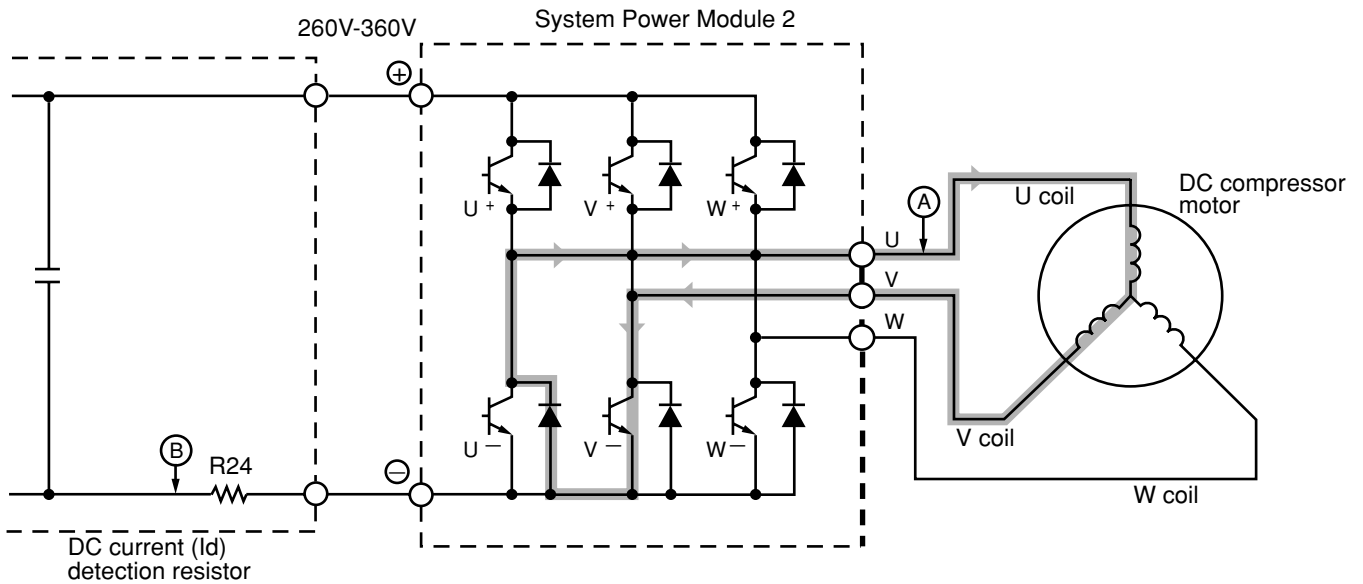 System Power Module 2
260V-360V
+
A
DC compressor
motor
U coil
U +
V +
W +
U
V
W
U —
V —
W —
V coil
B
R24
−
W coil
DC current (Id)
detection resistor